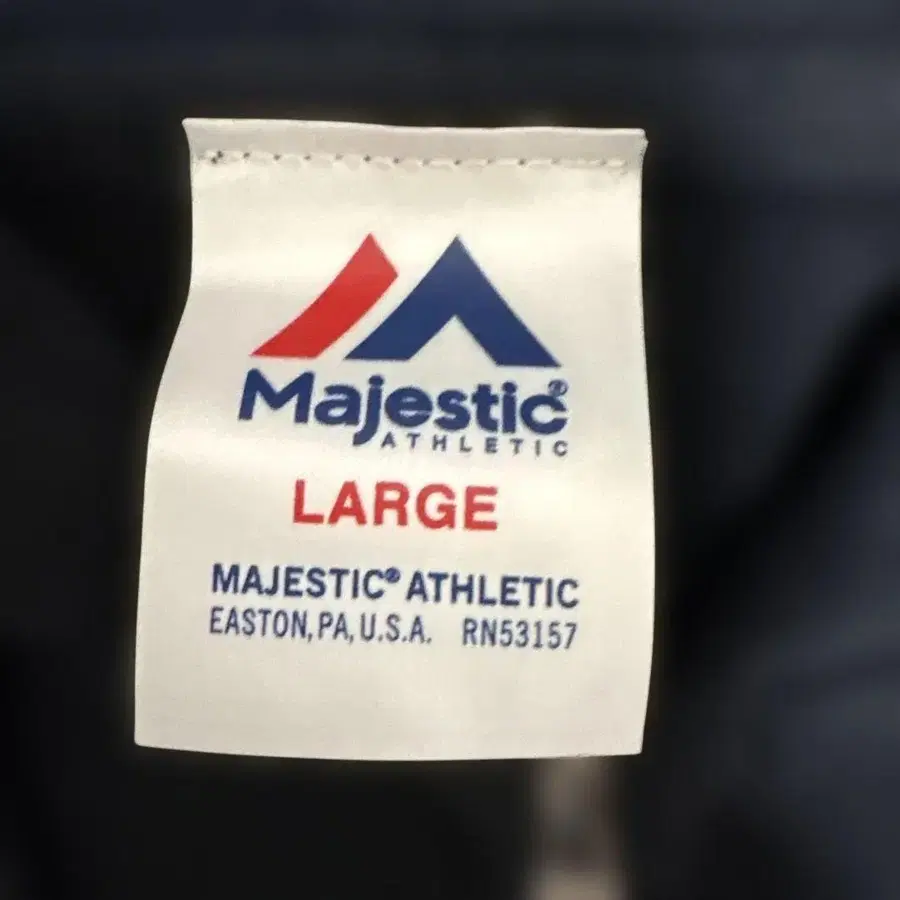 Majestic®
ATHLETIC
LARGE
MAJESTIC® ATHLETIC
EASTON, PA, U.S.A. RN53157